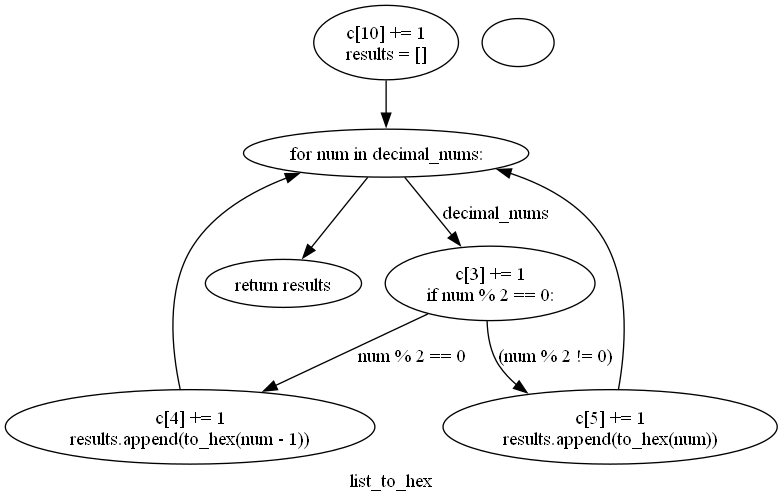 c[10] += 1
results = []
for num in decimal_nums:
decimal_nums
return results
c[3] += 1
if num % 2 == 0:
num % 2 == 0
(num % 2 != 0)
c[4] += 1
results.append(to_hex(num - 1))
c[5] += 1
results.append(to_hex(num))
list_to_hex